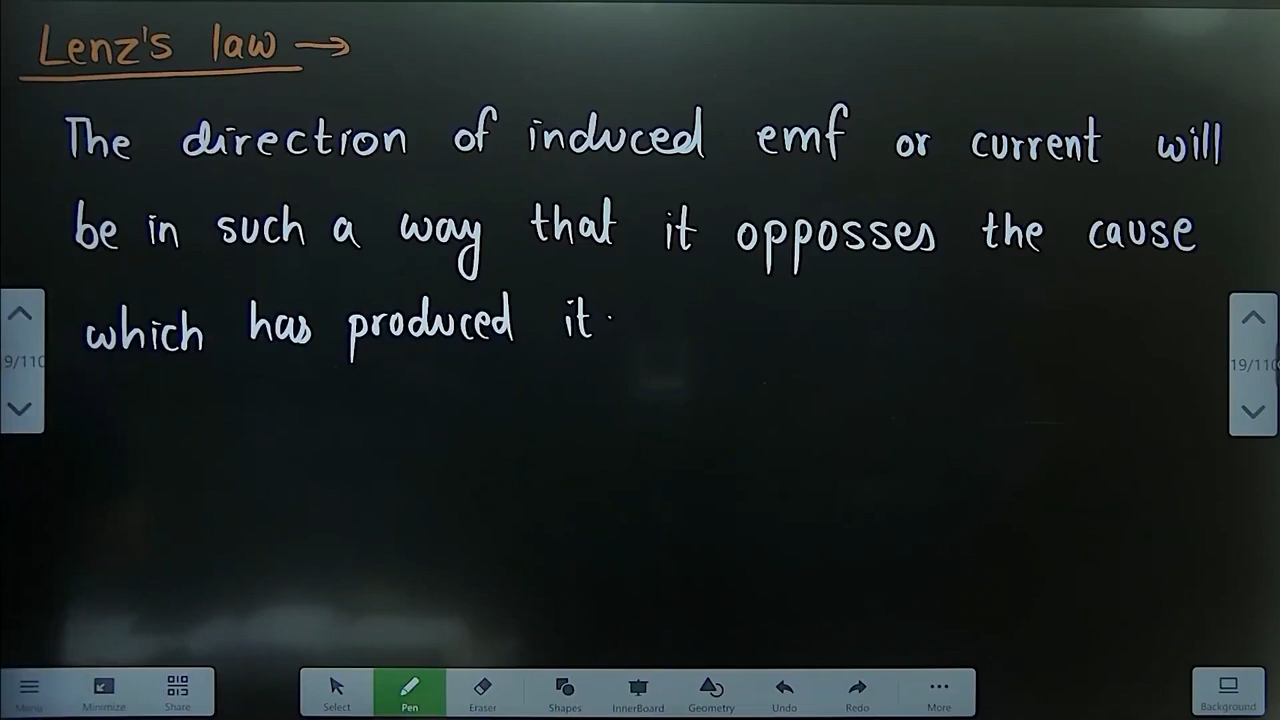 Lenz's law →
The direction of induced emf or current will
be in such a way that it opposses the cause
which has produced it.
9/110
19/110
Menu Minimize Share Select Pen Eraser Shapes InnerBoard Geometry Undo Redo More Background